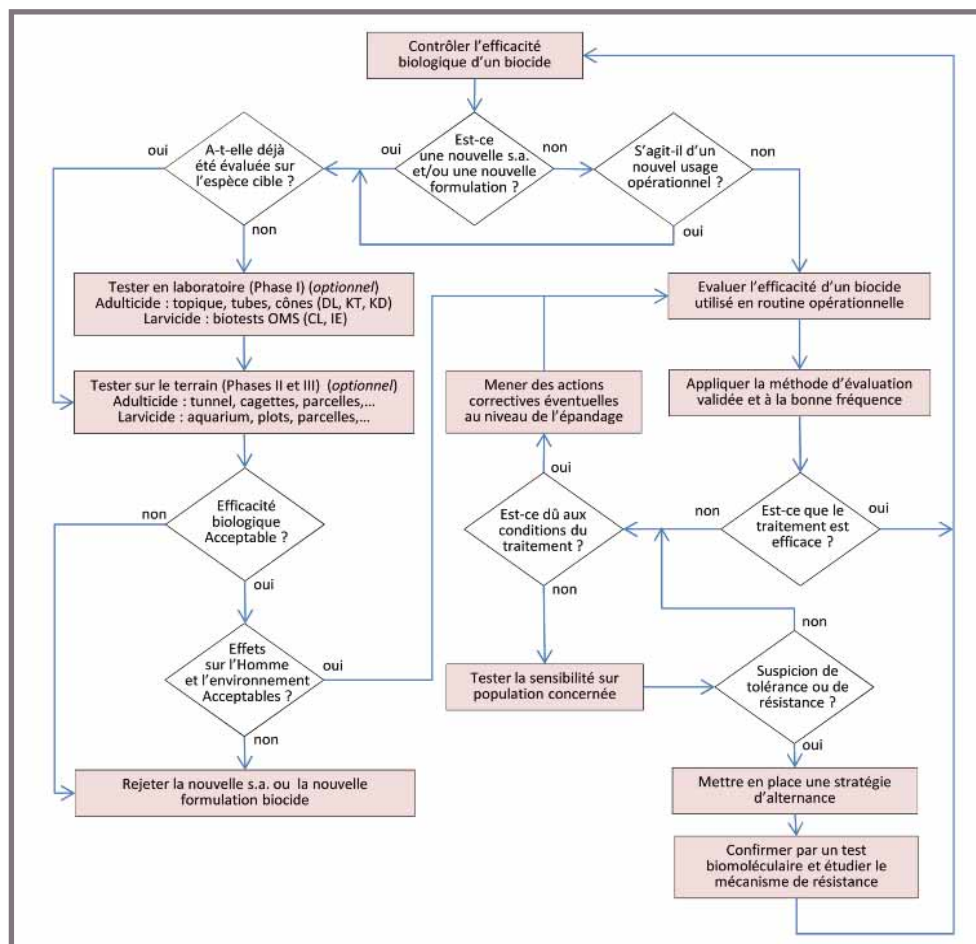 Contrôler l'efficacité
biologique d'un biocide
oui
A-t-elle déjà
été évaluée sur
l'espèce cible ?
non
oui
Est-ce
une nouvelle s.a.
et/ou une nouvelle
formulation ?
non
S'agit-il d'un
nouvel usage
opérationnel ?
non
oui
Tester en laboratoire (Phase I) (optionnel)
Adulticide : topique, tubes, cônes (DL, KT, KD)
Larvicide : biotests OMS (CL, IE)
Evaluer l'efficacité d'un biocide
utilisé en routine opérationnelle
Tester sur le terrain (Phases II et III) (optionnel)
Adulticide : tunnel, cagettes, parcelles,...
Larvicide : aquarium, plots, parcelles,...
Mener des actions
correctives éventuelles
au niveau de l'épandage
Appliquer la méthode d'évaluation
validée et à la bonne fréquence
non
Efficacité
biologique
Acceptable ?
oui
oui
Est-ce dû aux
conditions du
traitement ?
non
non
Est-ce que le
traitement est
efficace ?
oui
Effets
sur l'Homme
et l'environnement
Acceptables ?
oui
non
Tester la sensibilité sur
population concernée
non
Suspicion de
tolérance ou de
résistance ?
oui
Rejeter la nouvelle s.a. ou la nouvelle
formulation biocide
Mettre en place une stratégie
d'alternance
Confirmer par un test
biomoléculaire et étudier le
mécanisme de résistance